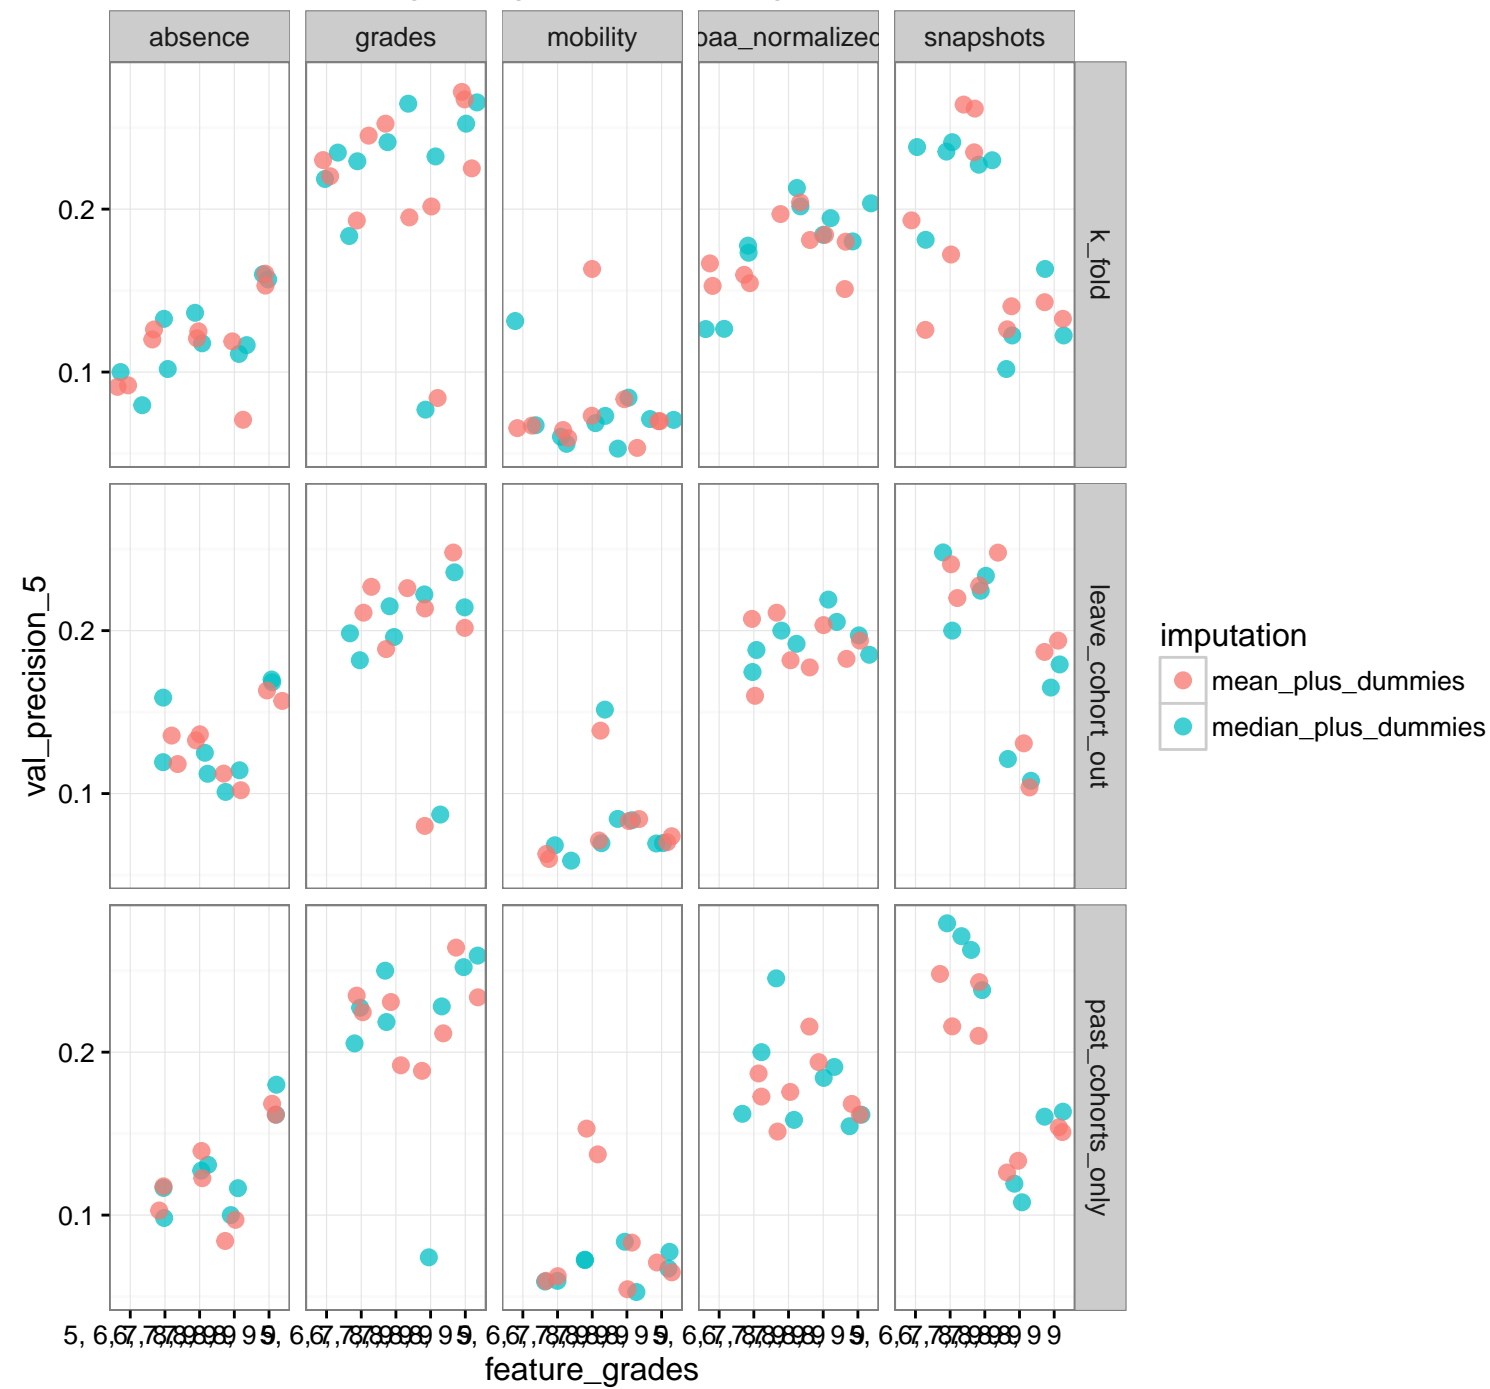 absence
grades
mobility
oaa_normalized
snapshots
k_fold
leave_cohort_out
past_cohorts_only
val_precision_5
0.2
0.1
0.2
0.1
0.2
0.1
feature_grades
imputation
mean_plus_dummies
median_plus_dummies